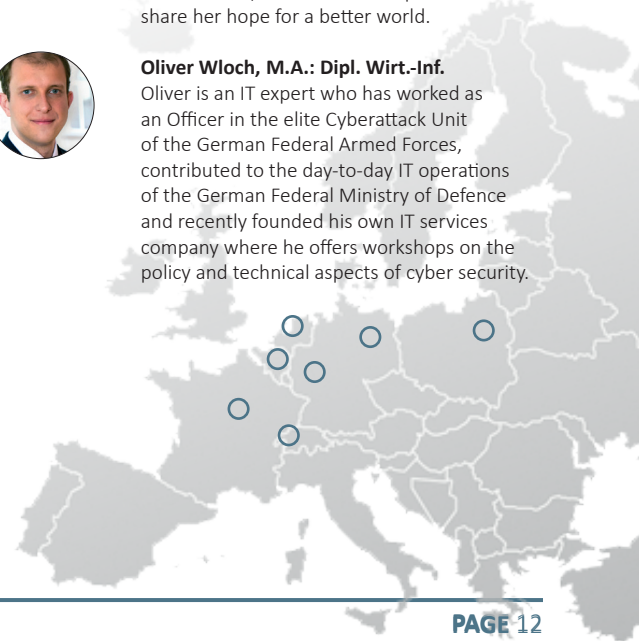 share her hope for a better world.
Oliver Wloch, M.A.: Dipl. Wirt.-Inf.
Oliver is an IT expert who has worked as
an Officer in the elite Cyberattack Unit
of the German Federal Armed Forces,
contributed to the day-to-day IT operations
of the German Federal Ministry of Defence
and recently founded his own IT services
company where he offers workshops on the
policy and technical aspects of cyber security.
PAGE 12